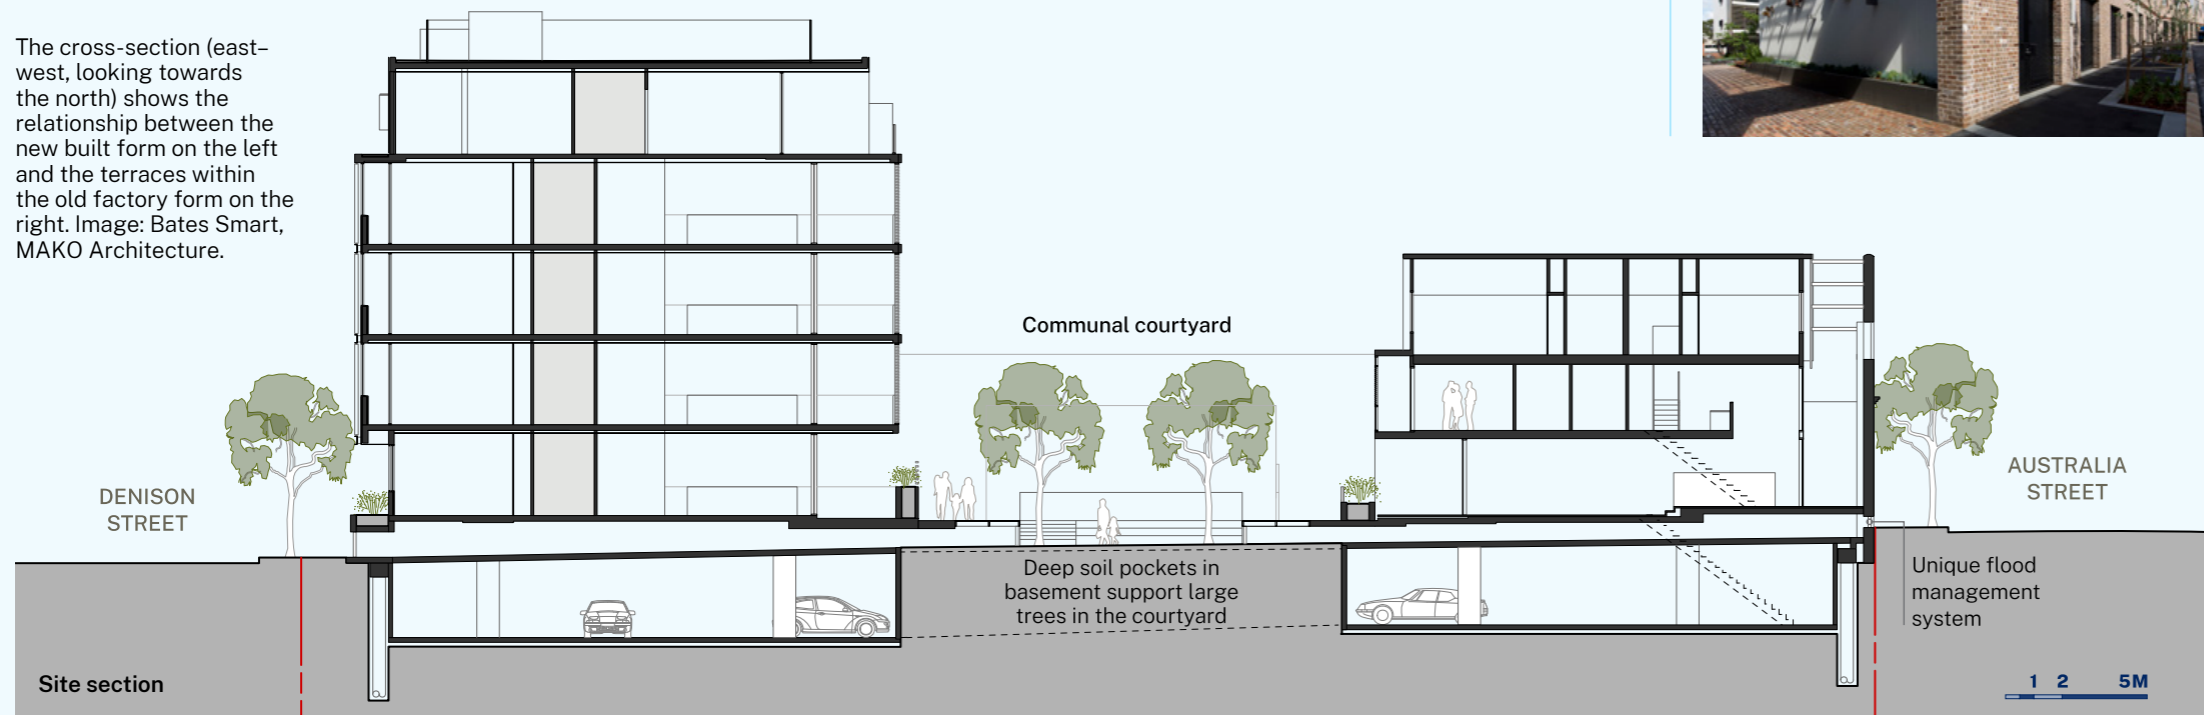 The cross-section (east–
west, looking towards
the north) shows the
relationship between the
new built form on the left
and the terraces within
the old factory form on the
right. Image: Bates Smart,
MAKO Architecture.
Communal courtyard
DENISON
STREET
AUSTRALIA
STREET
Deep soil pockets in
basement support large
trees in the courtyard
Unique flood
management
system
Site section
1 2 5M